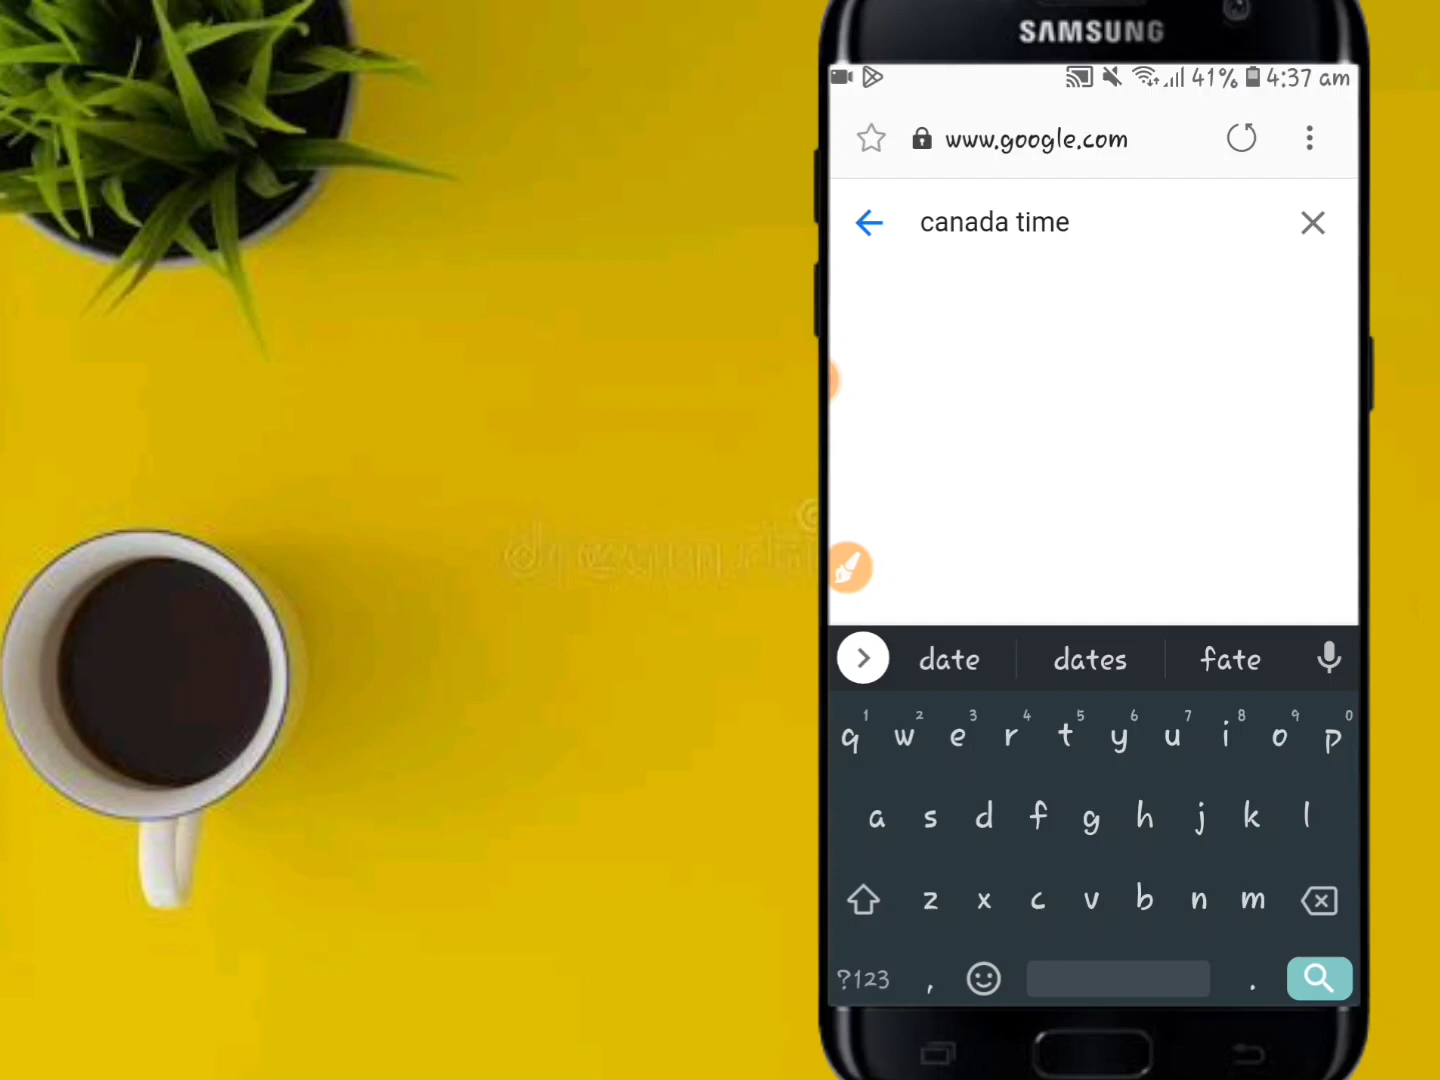 SAMSUNG
41% 4:37 am
www.google.com
canada time
date dates fate
1 2 3 4 5 6 7 8 9 0
q w e r t y u i o p
a s d f g h j k l
z x c v b n m
?123 , .